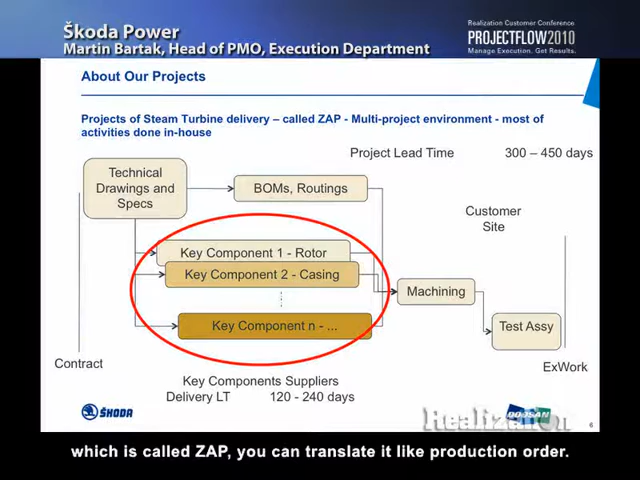 Škoda Power
Martin Bartak, Head of PMO, Execution Department
Realization Customer Conference
PROJECTFLOW2010
Manage Execution. Get Results.
About Our Projects
Projects of Steam Turbine delivery – called ZAP - Multi-project environment - most of
activities done in-house
Project Lead Time 300 – 450 days
Technical
Drawings and
Specs
BOMs, Routings
Customer
Site
Key Component 1 - Rotor
Key Component 2 - Casing
Key Component n - ...
Machining
Test Assy
Contract
ExWork
Key Components Suppliers
Delivery LT 120 - 240 days
ŠKODA
Realization
DOOSAN
6
which is called ZAP, you can translate it like production order.